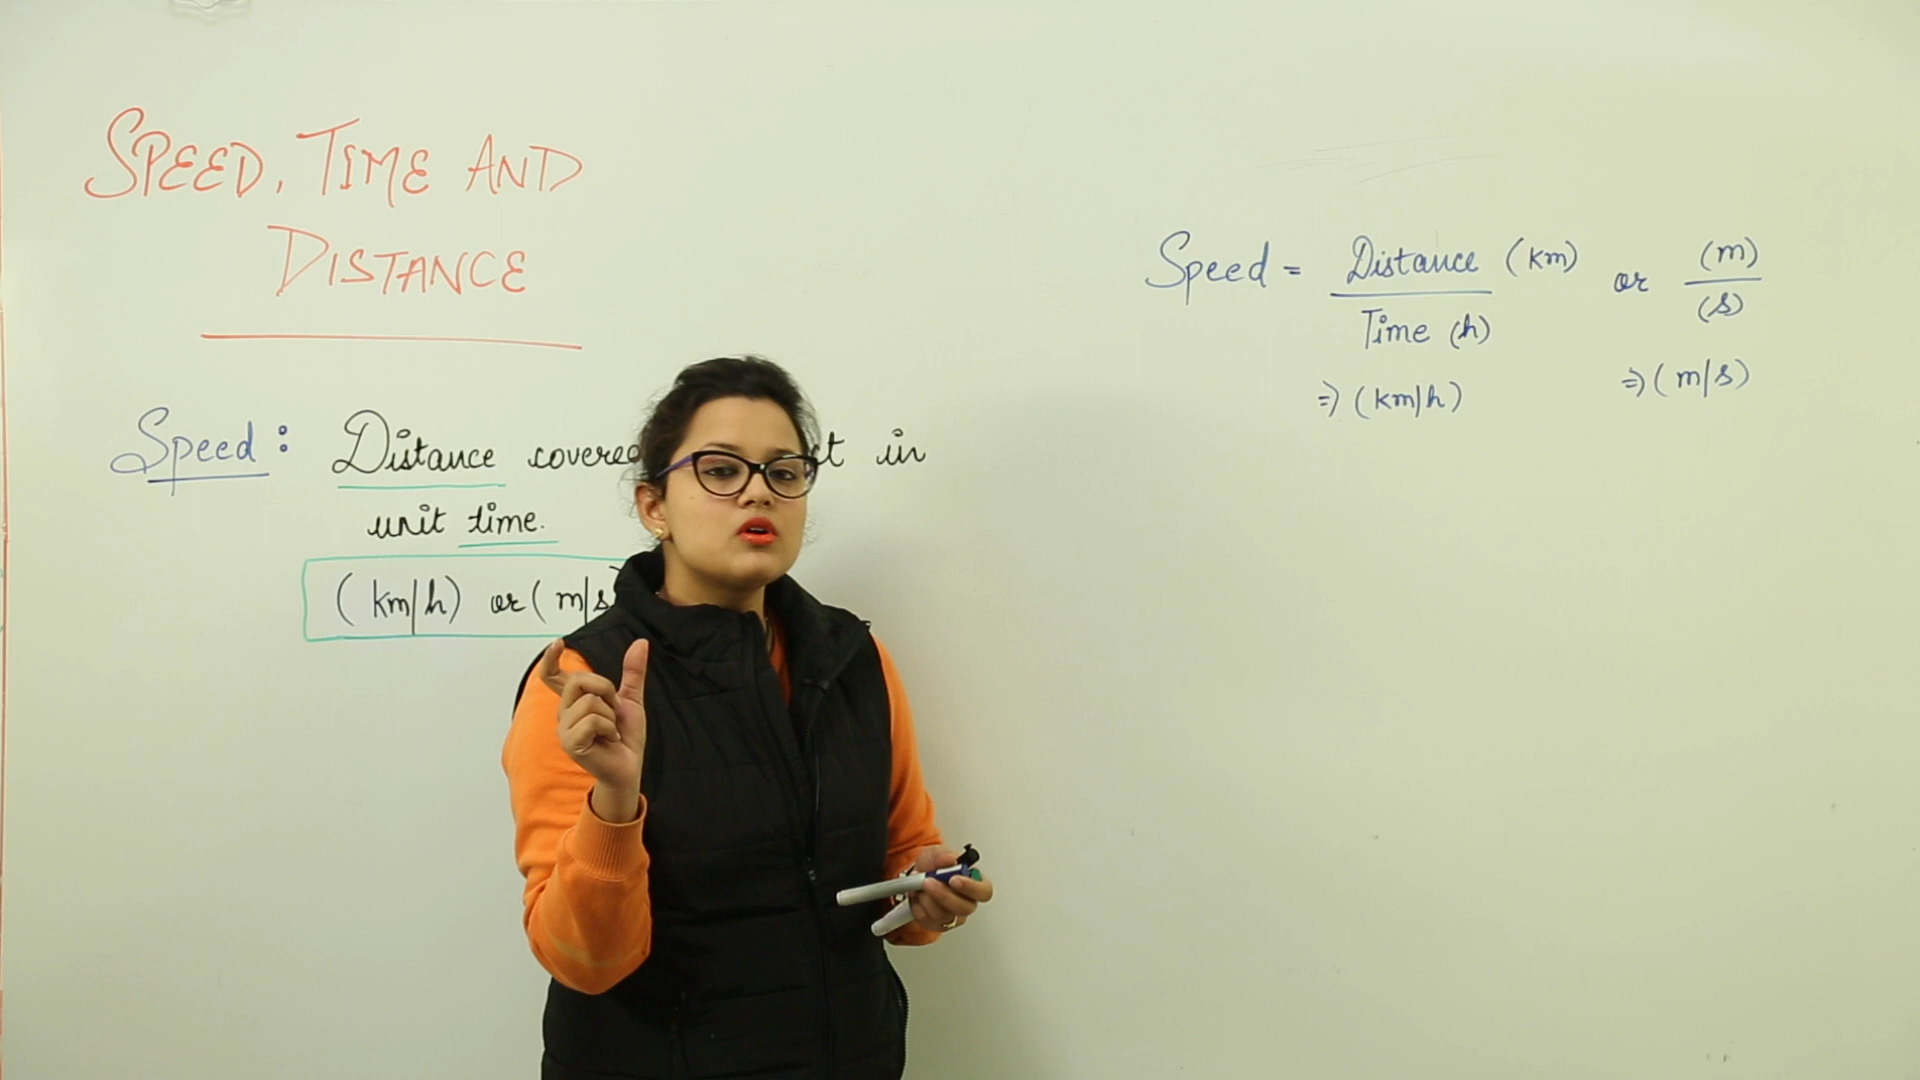 SPEED, TIME AND
DISTANCE
Speed : Distance covered in
unit time.
(km/h) or (m/s)
Speed = Distance (km) or (m)
Time (h) (s)
⇒ (km/h) ⇒ (m/s)